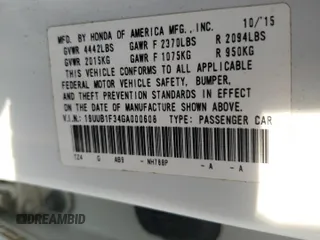 MFD. BY HONDA OF AMERICA MFG., INC. 10/'15
GVWR 4442LBS GAWR F 2370LBS R 2094LBS
GVWR 2015KG GAWR F 1075KG R 950KG
THIS VEHICLE CONFORMS TO ALL APPLICABLE
FEDERAL MOTOR VEHICLE SAFETY, BUMPER,
AND THEFT PREVENTION STANDARDS IN EFFECT
ON THE DATE OF MANUFACTURE SHOWN ABOVE.
V.I.N.: 19UUB1F34GA000608 TYPE: PASSENGER CAR
TZ4 G ABS - NH788P - A - A
DREAMBID